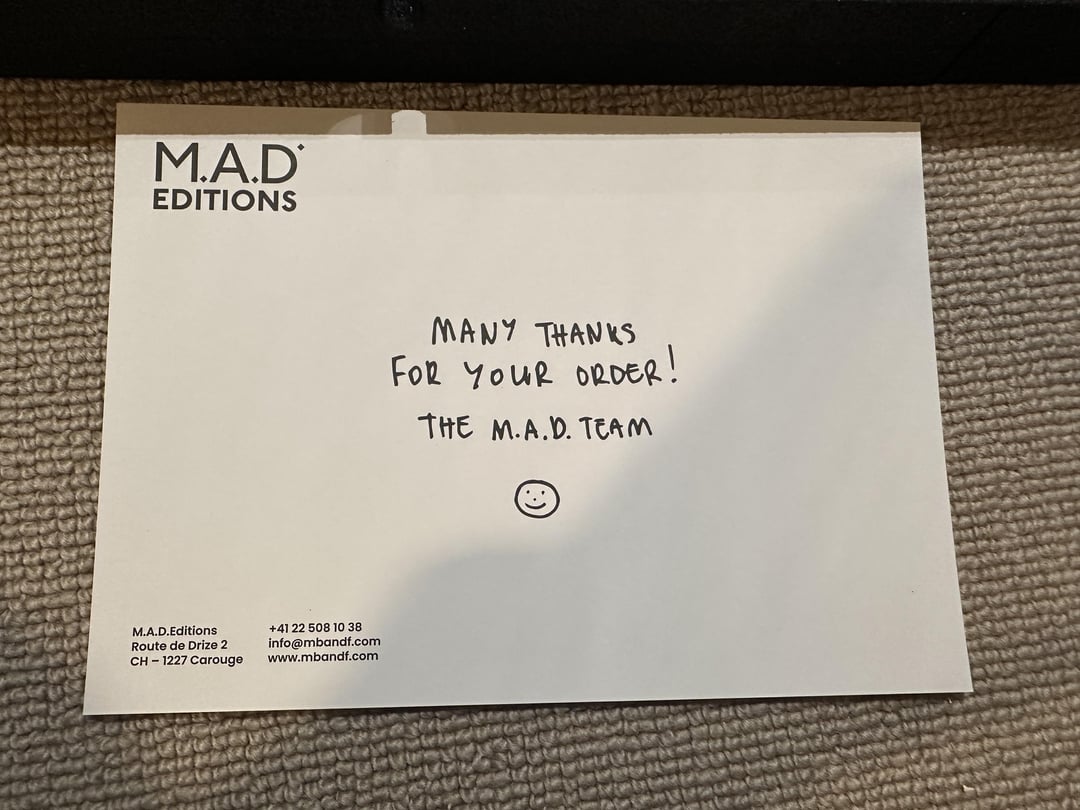 M.A.D
EDITIONS
MANY THANKS
FOR YOUR ORDER!
THE M.A.D. TEAM
M.A.D.Editions
Route de Drize 2
CH – 1227 Carouge
+41 22 508 10 38
info@mbandf.com
www.mbandf.com